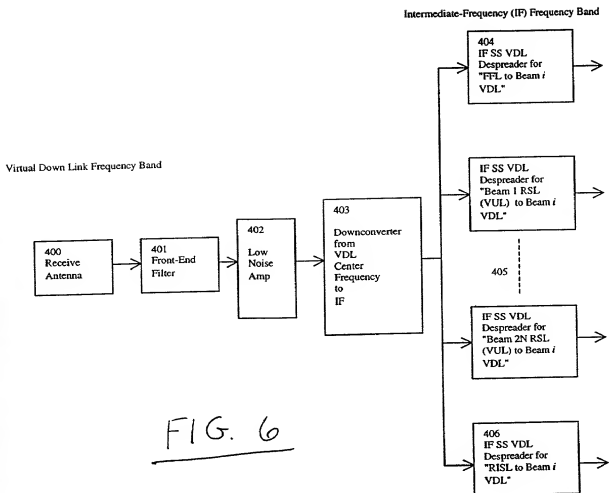 Intermediate-Frequency (IF) Frequency Band
404
IF SS VDL
Despreader for
"FFL to Beam i
VDL"
Virtual Down Link Frequency Band
IF SS VDL
Despreader for
"Beam 1 RSL
(VUL) to Beam i
VDL"
400
Receive
Antenna
401
Front-End
Filter
402
Low
Noise
Amp
403
Downconverter
from
VDL
Center
Frequency
to
IF
405
IF SS VDL
Despreader for
"Beam 2N RSL
(VUL) to Beam i
VDL"
406
IF SS VDL
Despreader for
"RISL to Beam i
VDL"
FIG. 6